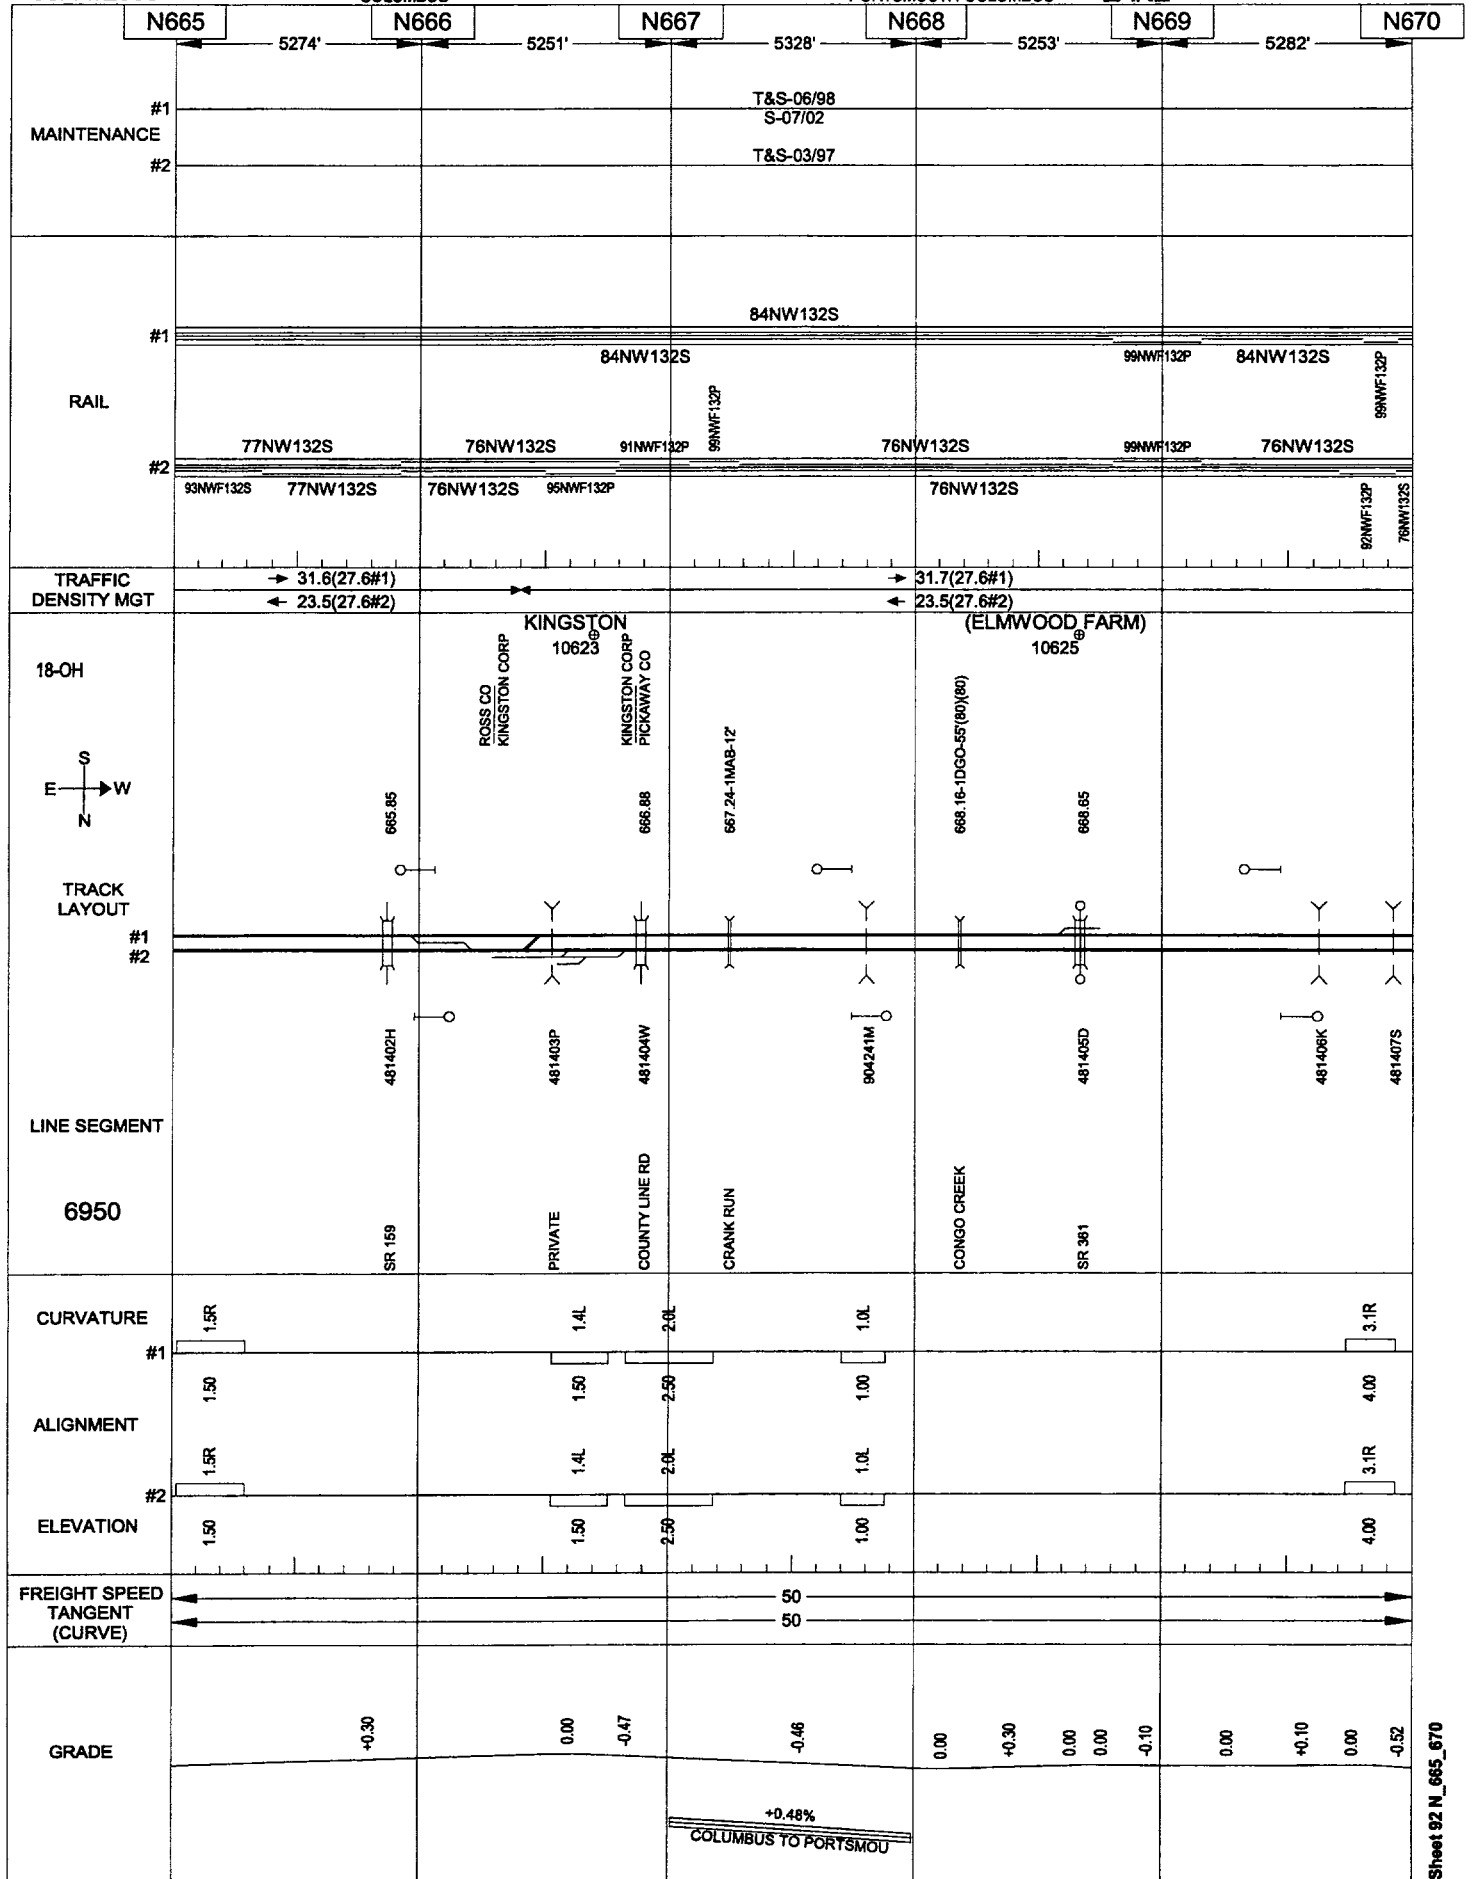 N665 N666 N667 N668 N669 N670
5274' 5251' 5328' 5253' 5282'
MAINTENANCE
#1
T&S-06/98
S-07/02
#2
T&S-03/97
RAIL
84NW132S
#1
84NW132S 99NWF132P 84NW132S 99NWF132P
77NW132S 76NW132S 91NWF132P 99NWF132P 76NW132S 99NWF132P 76NW132S
#2
93NWF132S 77NW132S 76NW132S 95NWF132P 76NW132S 92NWF132P 76NW132S
TRAFFIC
DENSITY MGT
→ 31.6(27.6#1) → 31.7(27.6#1)
← 23.5(27.6#2) ← 23.5(27.6#2)
KINGSTON (ELMWOOD FARM)
10623 10625
18-OH
ROSS CO
KINGSTON CORP
KINGSTON CORP
PICKAWAY CO
S
E W
N
665.85
666.88
667.24-1MAB-12'
668.16-1DGO-55'(80)(80)
668.65
TRACK
LAYOUT
#1
#2
481402H
481403P
481404W
904241M
481405D
481406K
481407S
LINE SEGMENT
6950
SR 159
PRIVATE
COUNTY LINE RD
CRANK RUN
CONGO CREEK
SR 361
CURVATURE
1.5R 1.4L 2.0L 1.0L 3.1R
#1
1.50 1.50 2.50 1.00 4.00
ALIGNMENT
1.5R 1.4L 2.0L 1.0L 3.1R
#2
ELEVATION
1.50 1.50 2.50 1.00 4.00
FREIGHT SPEED
TANGENT
(CURVE)
50
50
GRADE
+0.30 0.00 -0.47 -0.46 0.00 +0.30 0.00 0.00 -0.10 0.00 +0.10 0.00 -0.52
+0.48%
COLUMBUS TO PORTSMOU
Sheet 92 N_665_670